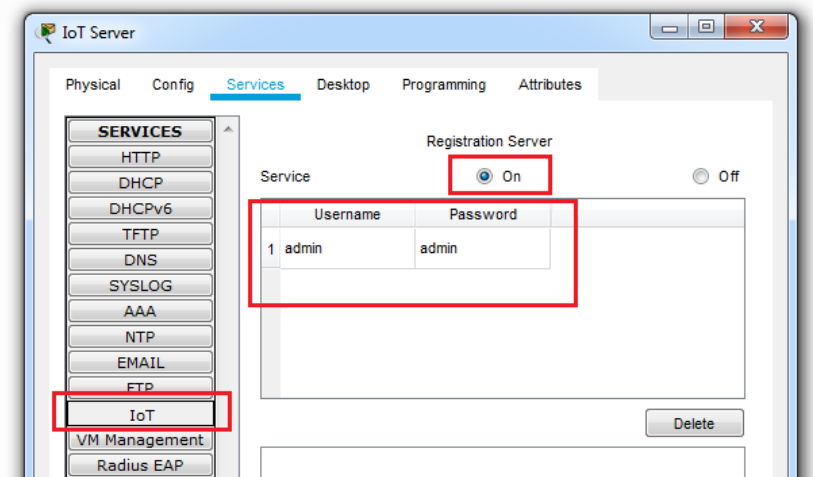 IoT Server
Physical Config Services Desktop Programming Attributes
SERVICES
HTTP
DHCP
DHCPv6
TFTP
DNS
SYSLOG
AAA
NTP
EMAIL
FTP
IoT
VM Management
Radius EAP
Registration Server
Service On Off
Username Password
1 admin admin
Delete